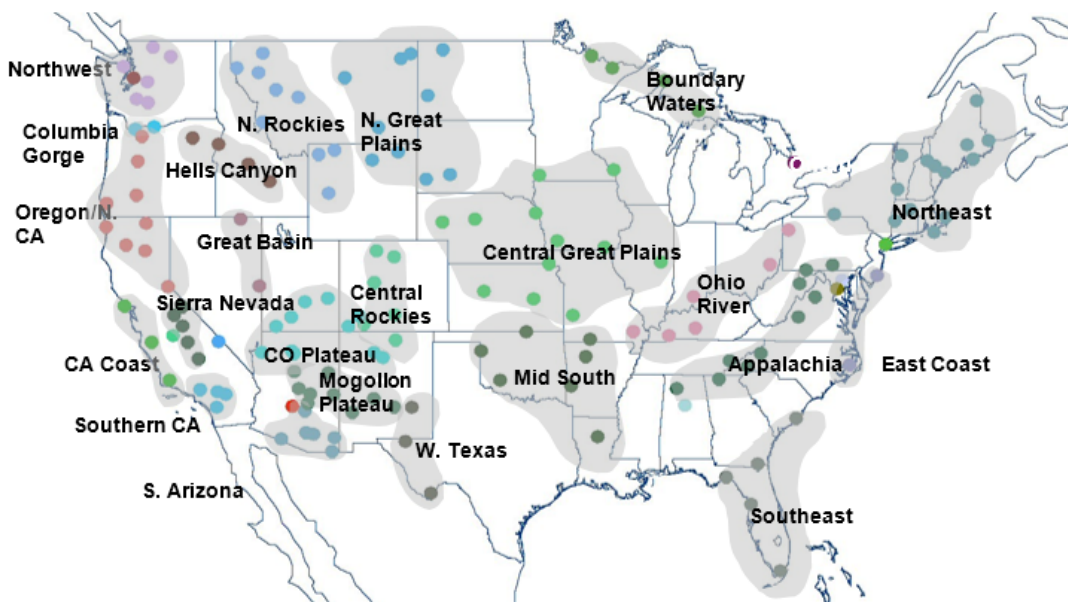 Northwest
Boundary
Waters
N. Rockies
N. Great
Plains
Columbia
Gorge
Hells Canyon
Oregon/N.
CA
Northeast
Great Basin
Central Great Plains
Ohio
River
Sierra Nevada
Central
Rockies
CA Coast
CO Plateau
Mogollon
Plateau
Mid South
Appalachia
East Coast
Southern CA
W. Texas
S. Arizona
Southeast